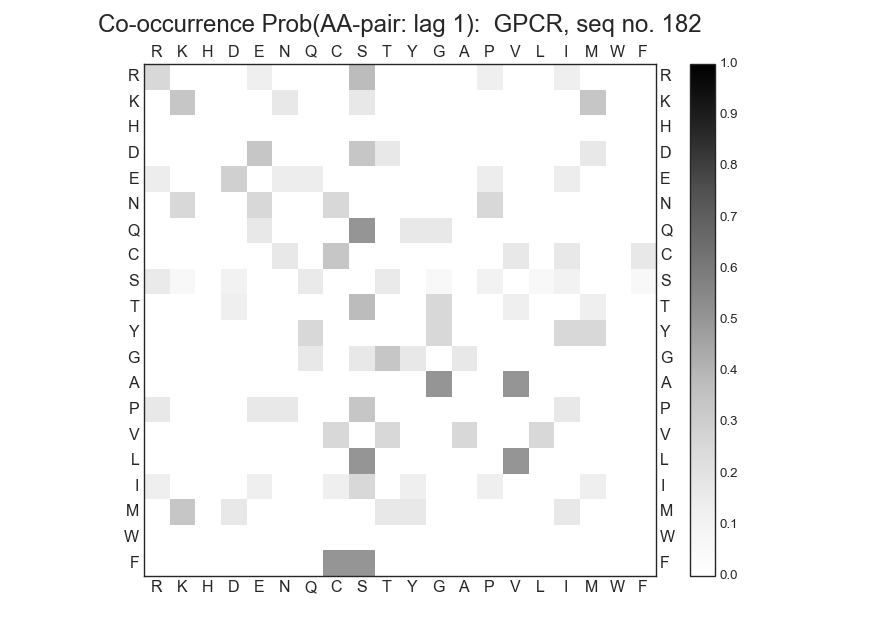 Co-occurrence Prob(AA-pair: lag 1):  GPCR, seq no. 182
R K H D E N Q C S T Y G A P V L I M W F
1.0
R R
0.9
K K
H H
0.8
D D
E E
0.7
N N
Q Q
0.6
C C
S S
0.5
T T
Y Y
0.4
G G
A A
0.3
P P
V V
0.2
L L
I I
0.1
M M
W W
F F
0.0
R K H D E N Q C S T Y G A P V L I M W F